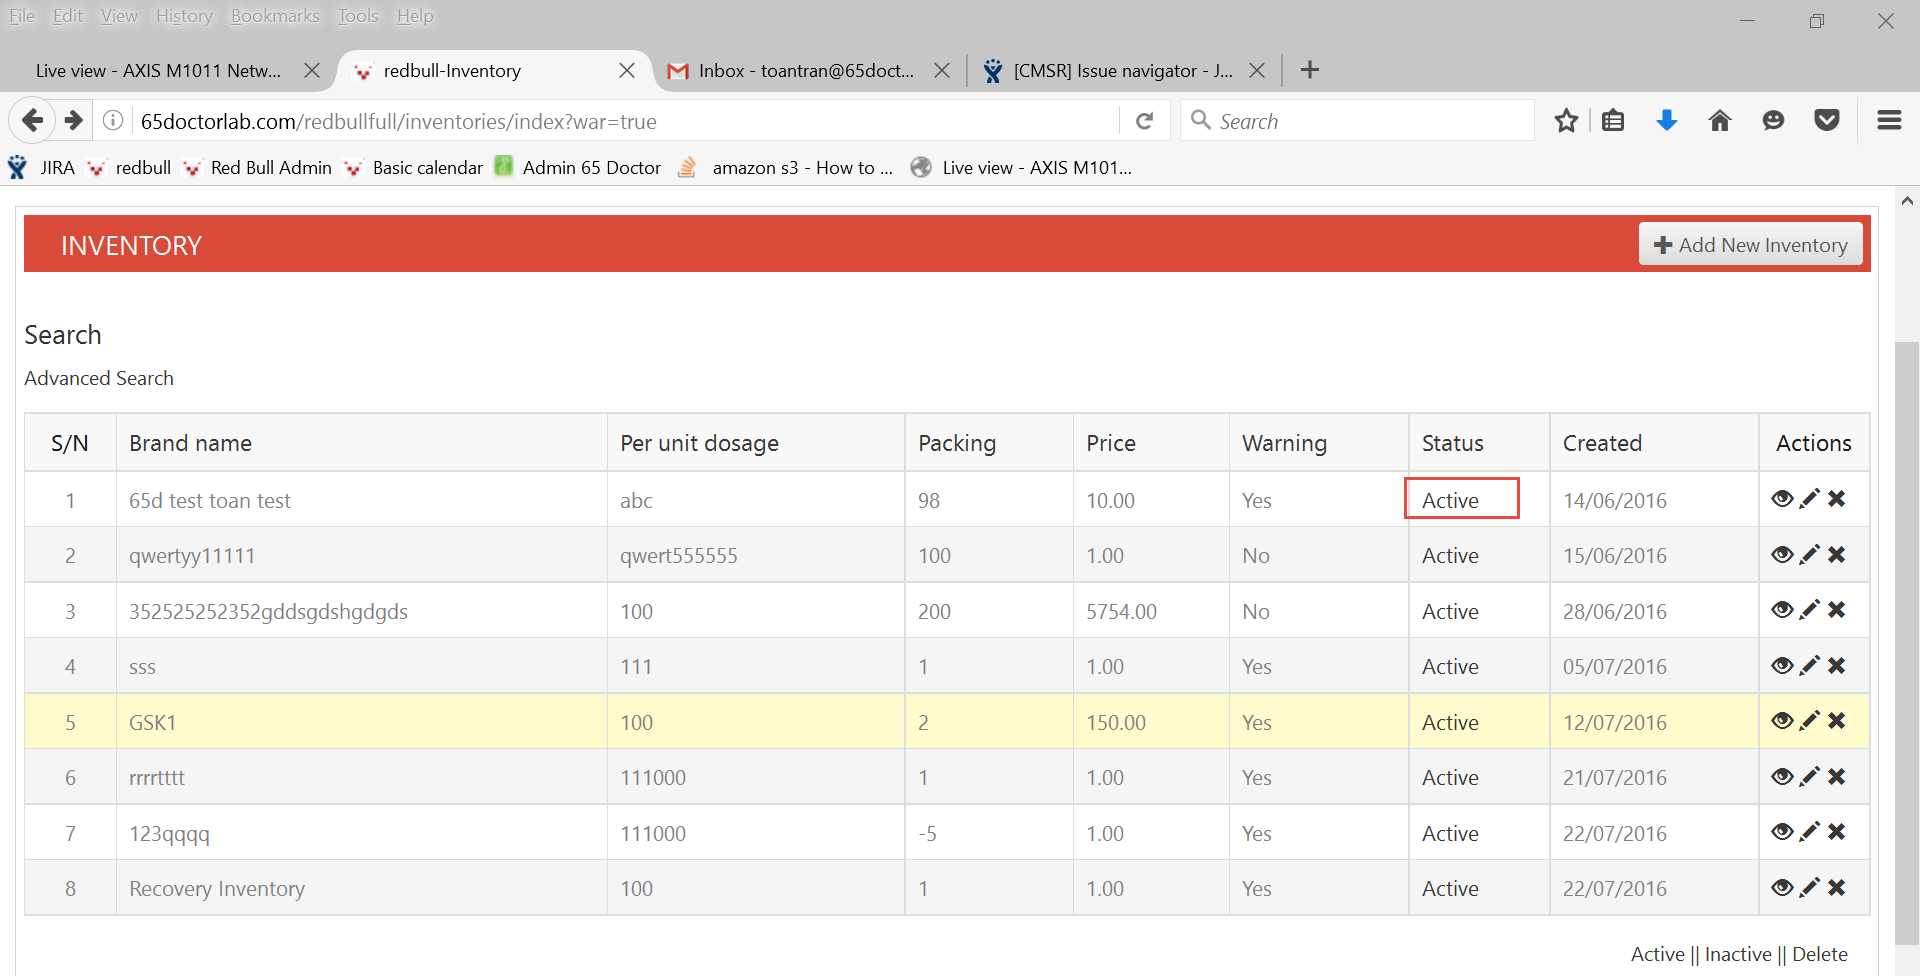 File Edit View History Bookmarks Tools Help
Live view - AXIS M1011 Netw... redbull-Inventory Inbox - toantran@65doct... [CMSR] Issue navigator - J...
65doctorlab.com/redbullfull/inventories/index?war=true Search
JIRA redbull Red Bull Admin Basic calendar Admin 65 Doctor amazon s3 - How to ... Live view - AXIS M101...
INVENTORY Add New Inventory
Search
Advanced Search
S/N Brand name Per unit dosage Packing Price Warning Status Created Actions
1 65d test toan test abc 98 10.00 Yes Active 14/06/2016
2 qwertyy11111 qwert555555 100 1.00 No Active 15/06/2016
3 352525252352gddsgdshgdgds 100 200 5754.00 No Active 28/06/2016
4 sss 111 1 1.00 Yes Active 05/07/2016
5 GSK1 100 2 150.00 Yes Active 12/07/2016
6 rrrrtttt 111000 1 1.00 Yes Active 21/07/2016
7 123qqqq 111000 -5 1.00 Yes Active 22/07/2016
8 Recovery Inventory 100 1 1.00 Yes Active 22/07/2016
Active || Inactive || Delete